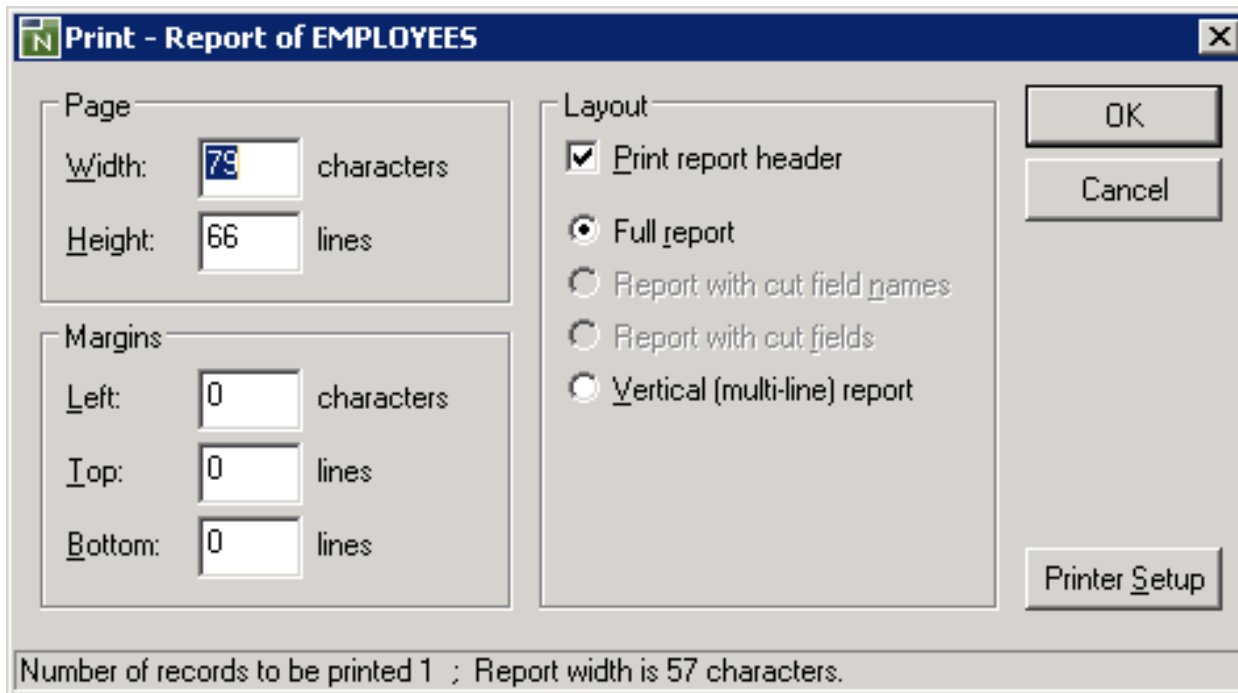 Print - Report of EMPLOYEES
Page
Width: 79 characters
Height: 66 lines
Margins
Left: 0 characters
Top: 0 lines
Bottom: 0 lines
Layout
Print report header
Full report
Report with cut field names
Report with cut fields
Vertical (multi-line) report
OK
Cancel
Printer Setup
Number of records to be printed 1 ; Report width is 57 characters.